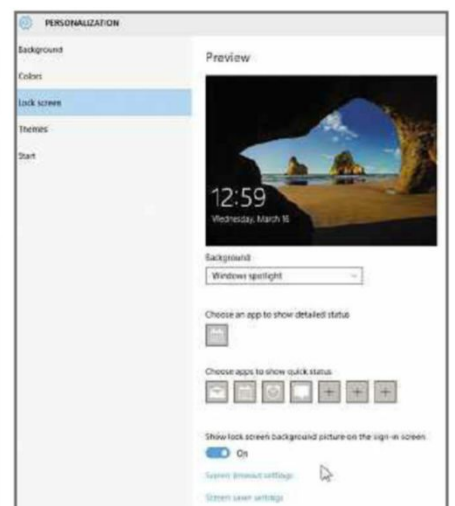 PERSONALIZATION
Background
Colors
Lock screen
Themes
Start
Preview
12:59
Wednesday, March 16
Background
Windows spotlight
Choose an app to show detailed status
Choose apps to show quick status
Show lock screen background picture on the sign-in screen
On
Screen timeout settings
Screen saver settings